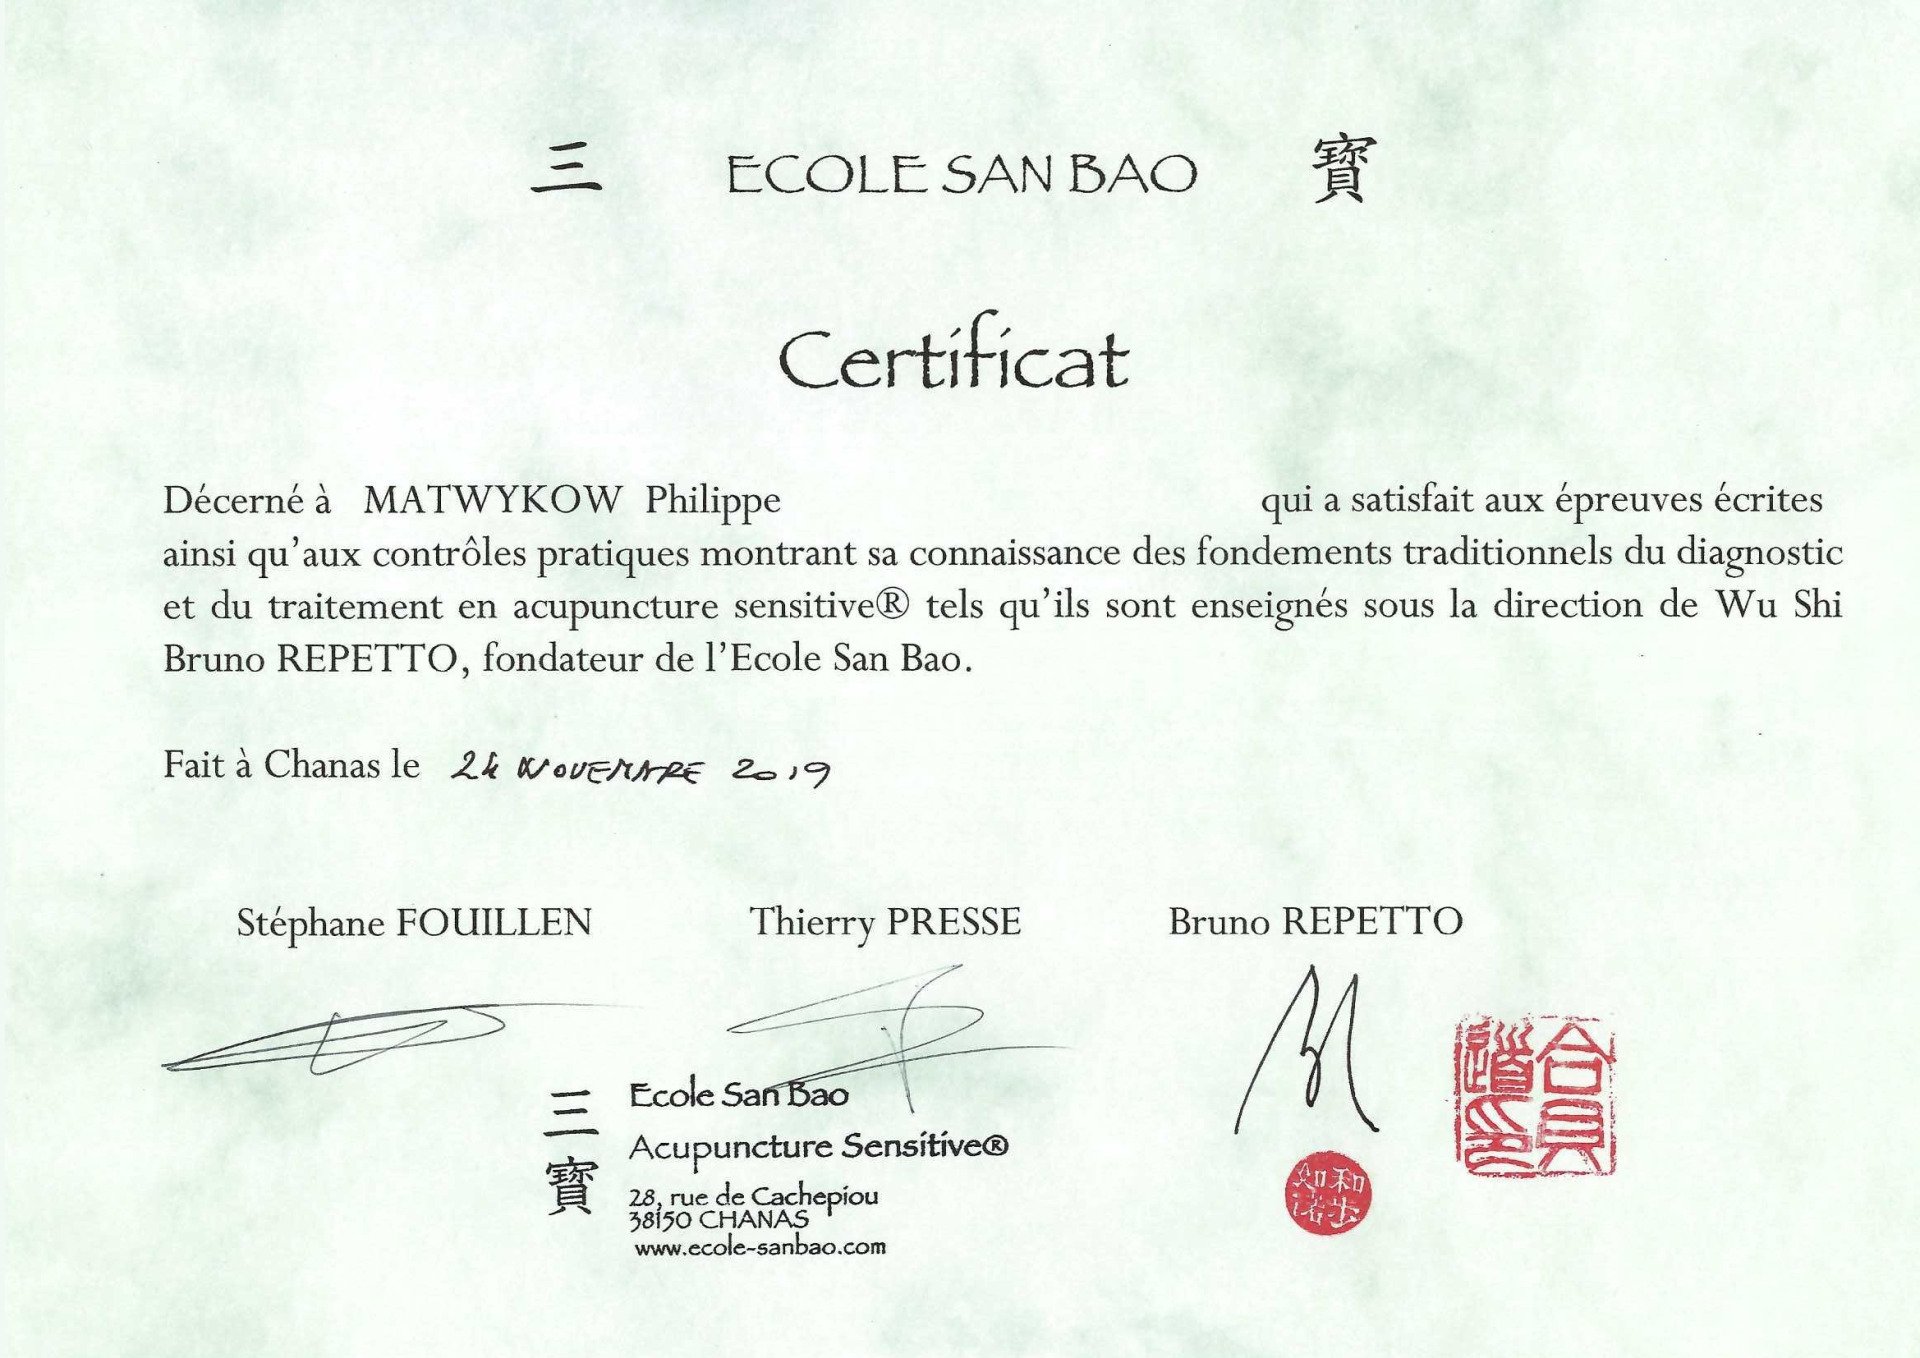 三 ECOLE SAN BAO 寳
Certificat
Décerné à MATWYKOW Philippe qui a satisfait aux épreuves écrites
ainsi qu'aux contrôles pratiques montrant sa connaissance des fondements traditionnels du diagnostic
et du traitement en acupuncture sensitive® tels qu'ils sont enseignés sous la direction de Wu Shi
Bruno REPETTO, fondateur de l'Ecole San Bao.
Fait à Chanas le 24 NOVEMBRE 2019
Stéphane FOUILLEN Thierry PRESSE Bruno REPETTO
三寳
Ecole San Bao
Acupuncture Sensitive®
28, rue de Cachepiou
38150 CHANAS
www.ecole-sanbao.com